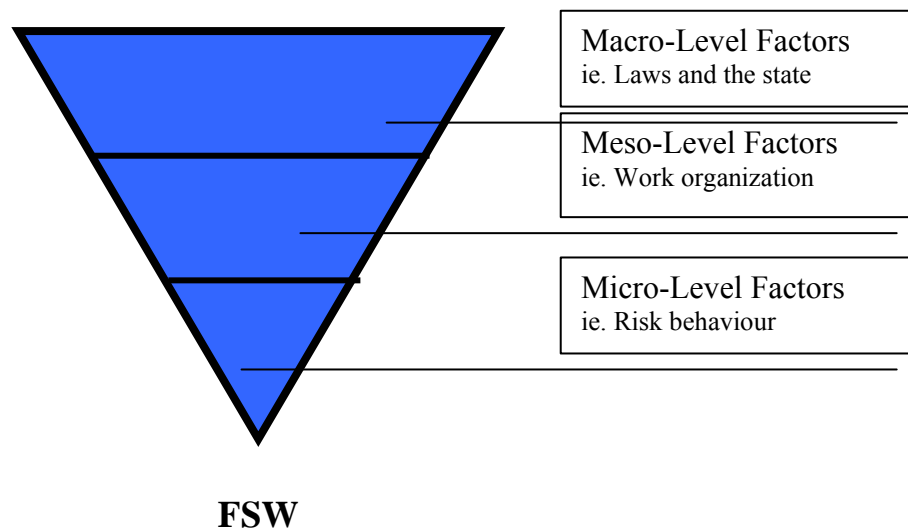 Macro-Level Factors
ie. Laws and the state
Meso-Level Factors
ie. Work organization
Micro-Level Factors
ie. Risk behaviour
FSW